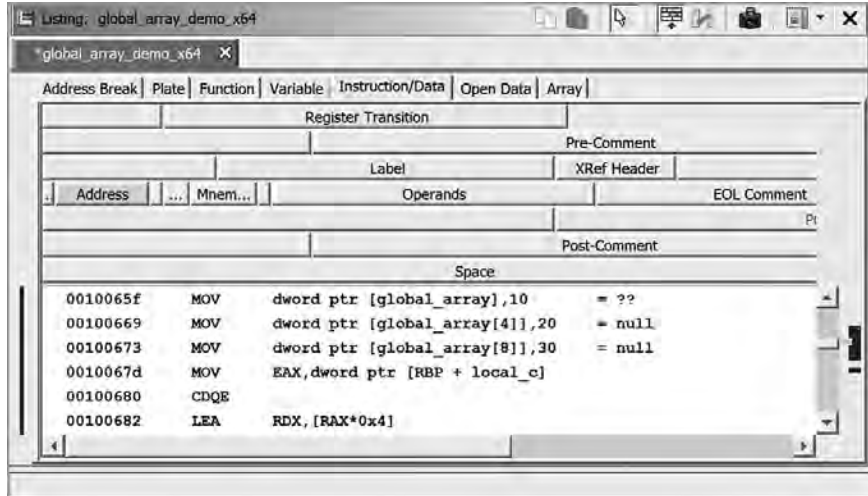 Listing: global_array_demo_x64
*global_array_demo_x64 X
Address Break Plate Function Variable Instruction/Data Open Data Array
Register Transition
Pre-Comment
Label XRef Header
. Address ... Mnem... Operands EOL Comment
Post-Comment
Space
0010065f MOV dword ptr [global_array],10 = ??
00100669 MOV dword ptr [global_array[4]],20 = null
00100673 MOV dword ptr [global_array[8]],30 = null
0010067d MOV EAX,dword ptr [RBP + local_c]
00100680 CDQE
00100682 LEA RDX,[RAX*0x4]